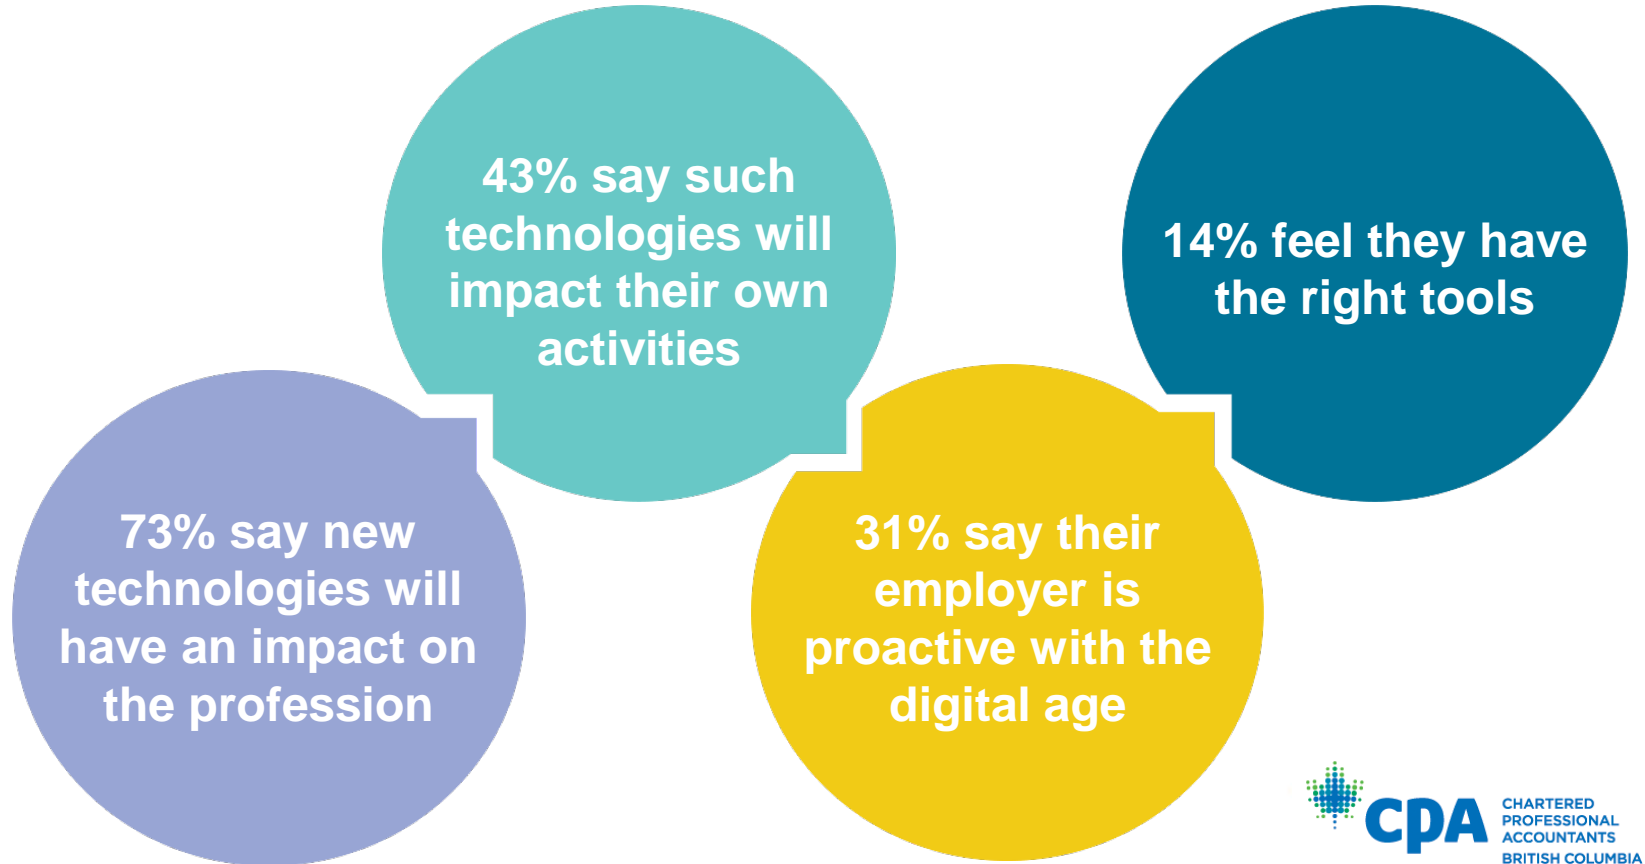 73% say new
technologies will
have an impact on
the profession
43% say such
technologies will
impact their own
activities
31% say their
employer is
proactive with the
digital age
14% feel they have
the right tools
CPA
CHARTERED
PROFESSIONAL
ACCOUNTANTS
BRITISH COLUMBIA